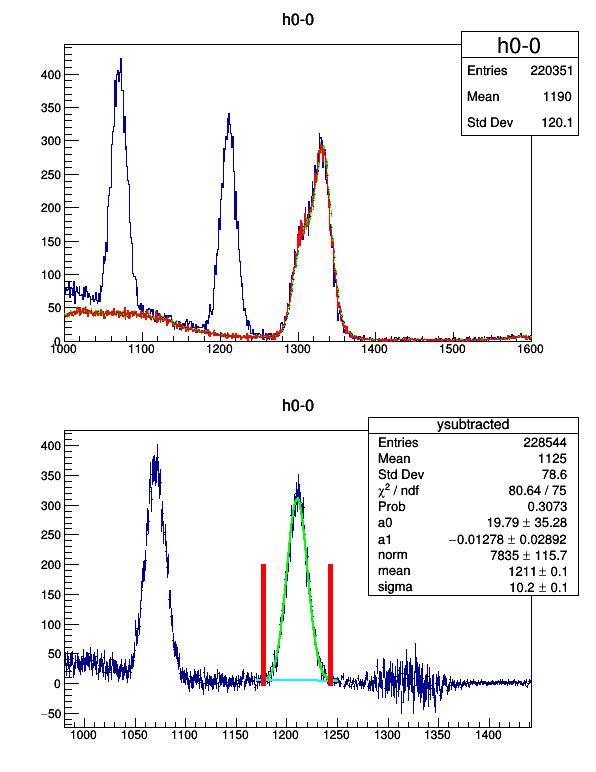 h0-0
h0-0
Entries 220351
Mean 1190
Std Dev 120.1
400
350
300
250
200
150
100
50
0
1000 1100 1200 1300 1400 1500 1600
h0-0
ysubtracted
Entries 228544
Mean 1125
Std Dev 78.6
χ² / ndf 80.64 / 75
Prob 0.3073
a0 19.79 ± 35.28
a1 −0.01278 ± 0.02892
norm 7835 ± 115.7
mean 1211 ± 0.1
sigma 10.2 ± 0.1
400
350
300
250
200
150
100
50
0
−50
1000 1050 1100 1150 1200 1250 1300 1350 1400